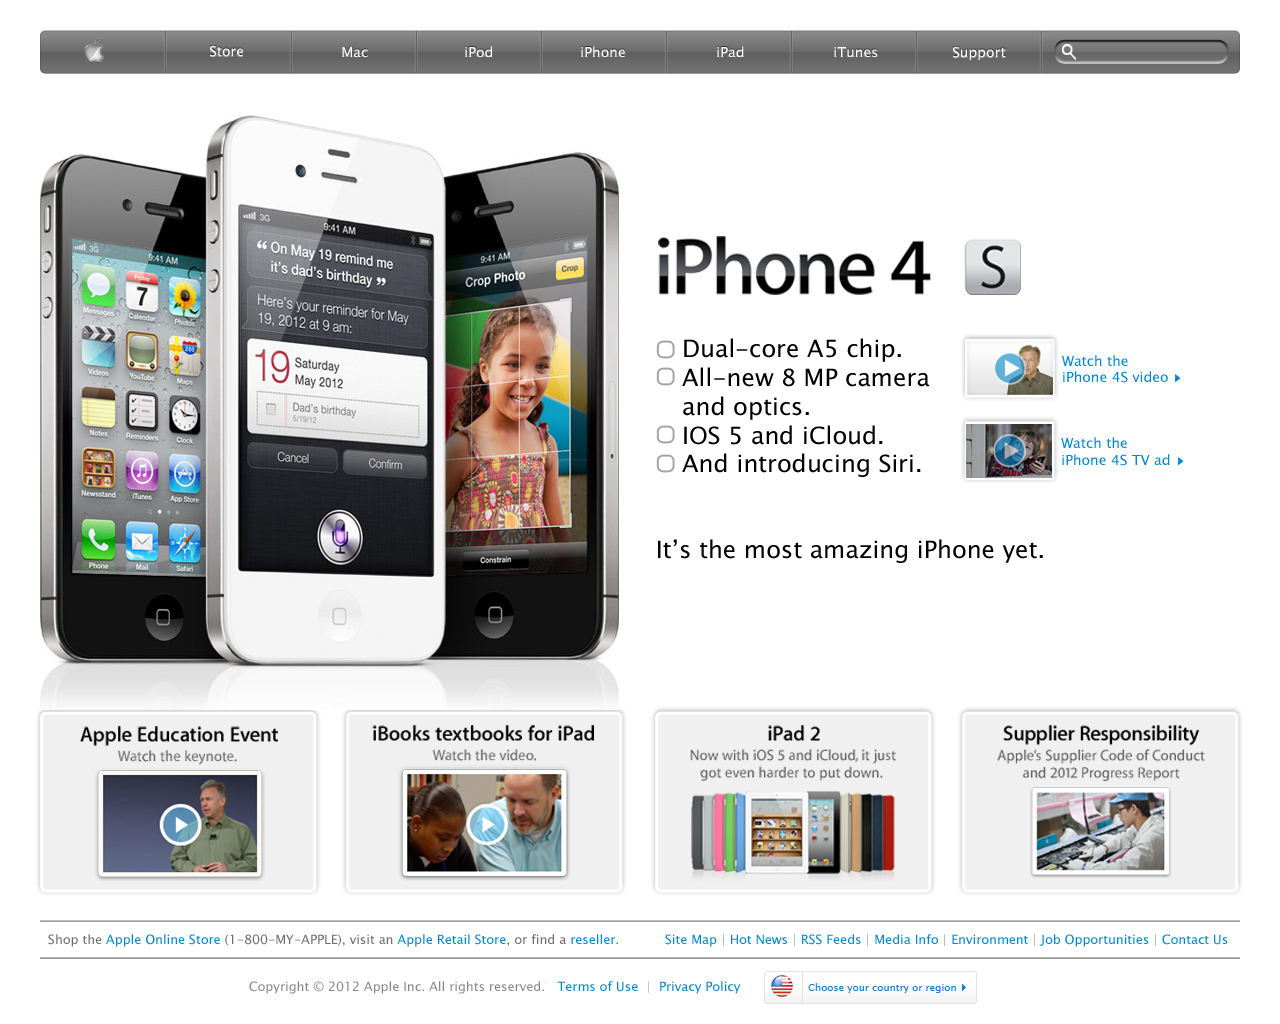 Store Mac iPod iPhone iPad iTunes Support
3G
9:41 AM
Messages
Friday
7
Calendar
Photos
Videos
YouTube
280
Maps
Notes
Reminders
Clock
Newsstand
iTunes
App Store
Phone
Mail
Safari
3G
9:41 AM
“ On May 19 remind me
it’s dad’s birthday ”
Here’s your reminder for May
19, 2012 at 9 am:
19 Saturday
May 2012
Dad’s birthday
5/19/12
Cancel Confirm
9:41 AM
Crop Photo Crop
Constrain
iPhone 4 S
Dual-core A5 chip.
All-new 8 MP camera
and optics.
IOS 5 and iCloud.
And introducing Siri.
Watch the
iPhone 4S video
Watch the
iPhone 4S TV ad
It’s the most amazing iPhone yet.
Apple Education Event
Watch the keynote.
iBooks textbooks for iPad
Watch the video.
iPad 2
Now with iOS 5 and iCloud, it just
got even harder to put down.
Supplier Responsibility
Apple’s Supplier Code of Conduct
and 2012 Progress Report
Shop the Apple Online Store (1-800-MY-APPLE), visit an Apple Retail Store, or find a reseller. Site Map | Hot News | RSS Feeds | Media Info | Environment | Job Opportunities | Contact Us
Copyright © 2012 Apple Inc. All rights reserved. Terms of Use | Privacy Policy Choose your country or region